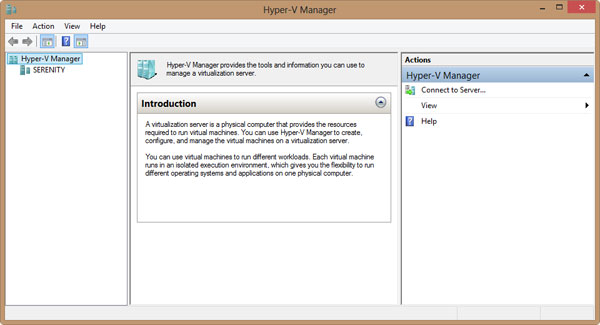 Hyper-V Manager
File Action View Help
Hyper-V Manager
SERENITY
Hyper-V Manager provides the tools and information you can use to
manage a virtualization server.
Introduction
A virtualization server is a physical computer that provides the resources
required to run virtual machines. You can use Hyper-V Manager to create,
configure, and manage the virtual machines on a virtualization server.
You can use virtual machines to run different workloads. Each virtual machine
runs in an isolated execution environment, which gives you the flexibility to run
different operating systems and applications on one physical computer.
Actions
Hyper-V Manager
Connect to Server...
View
Help